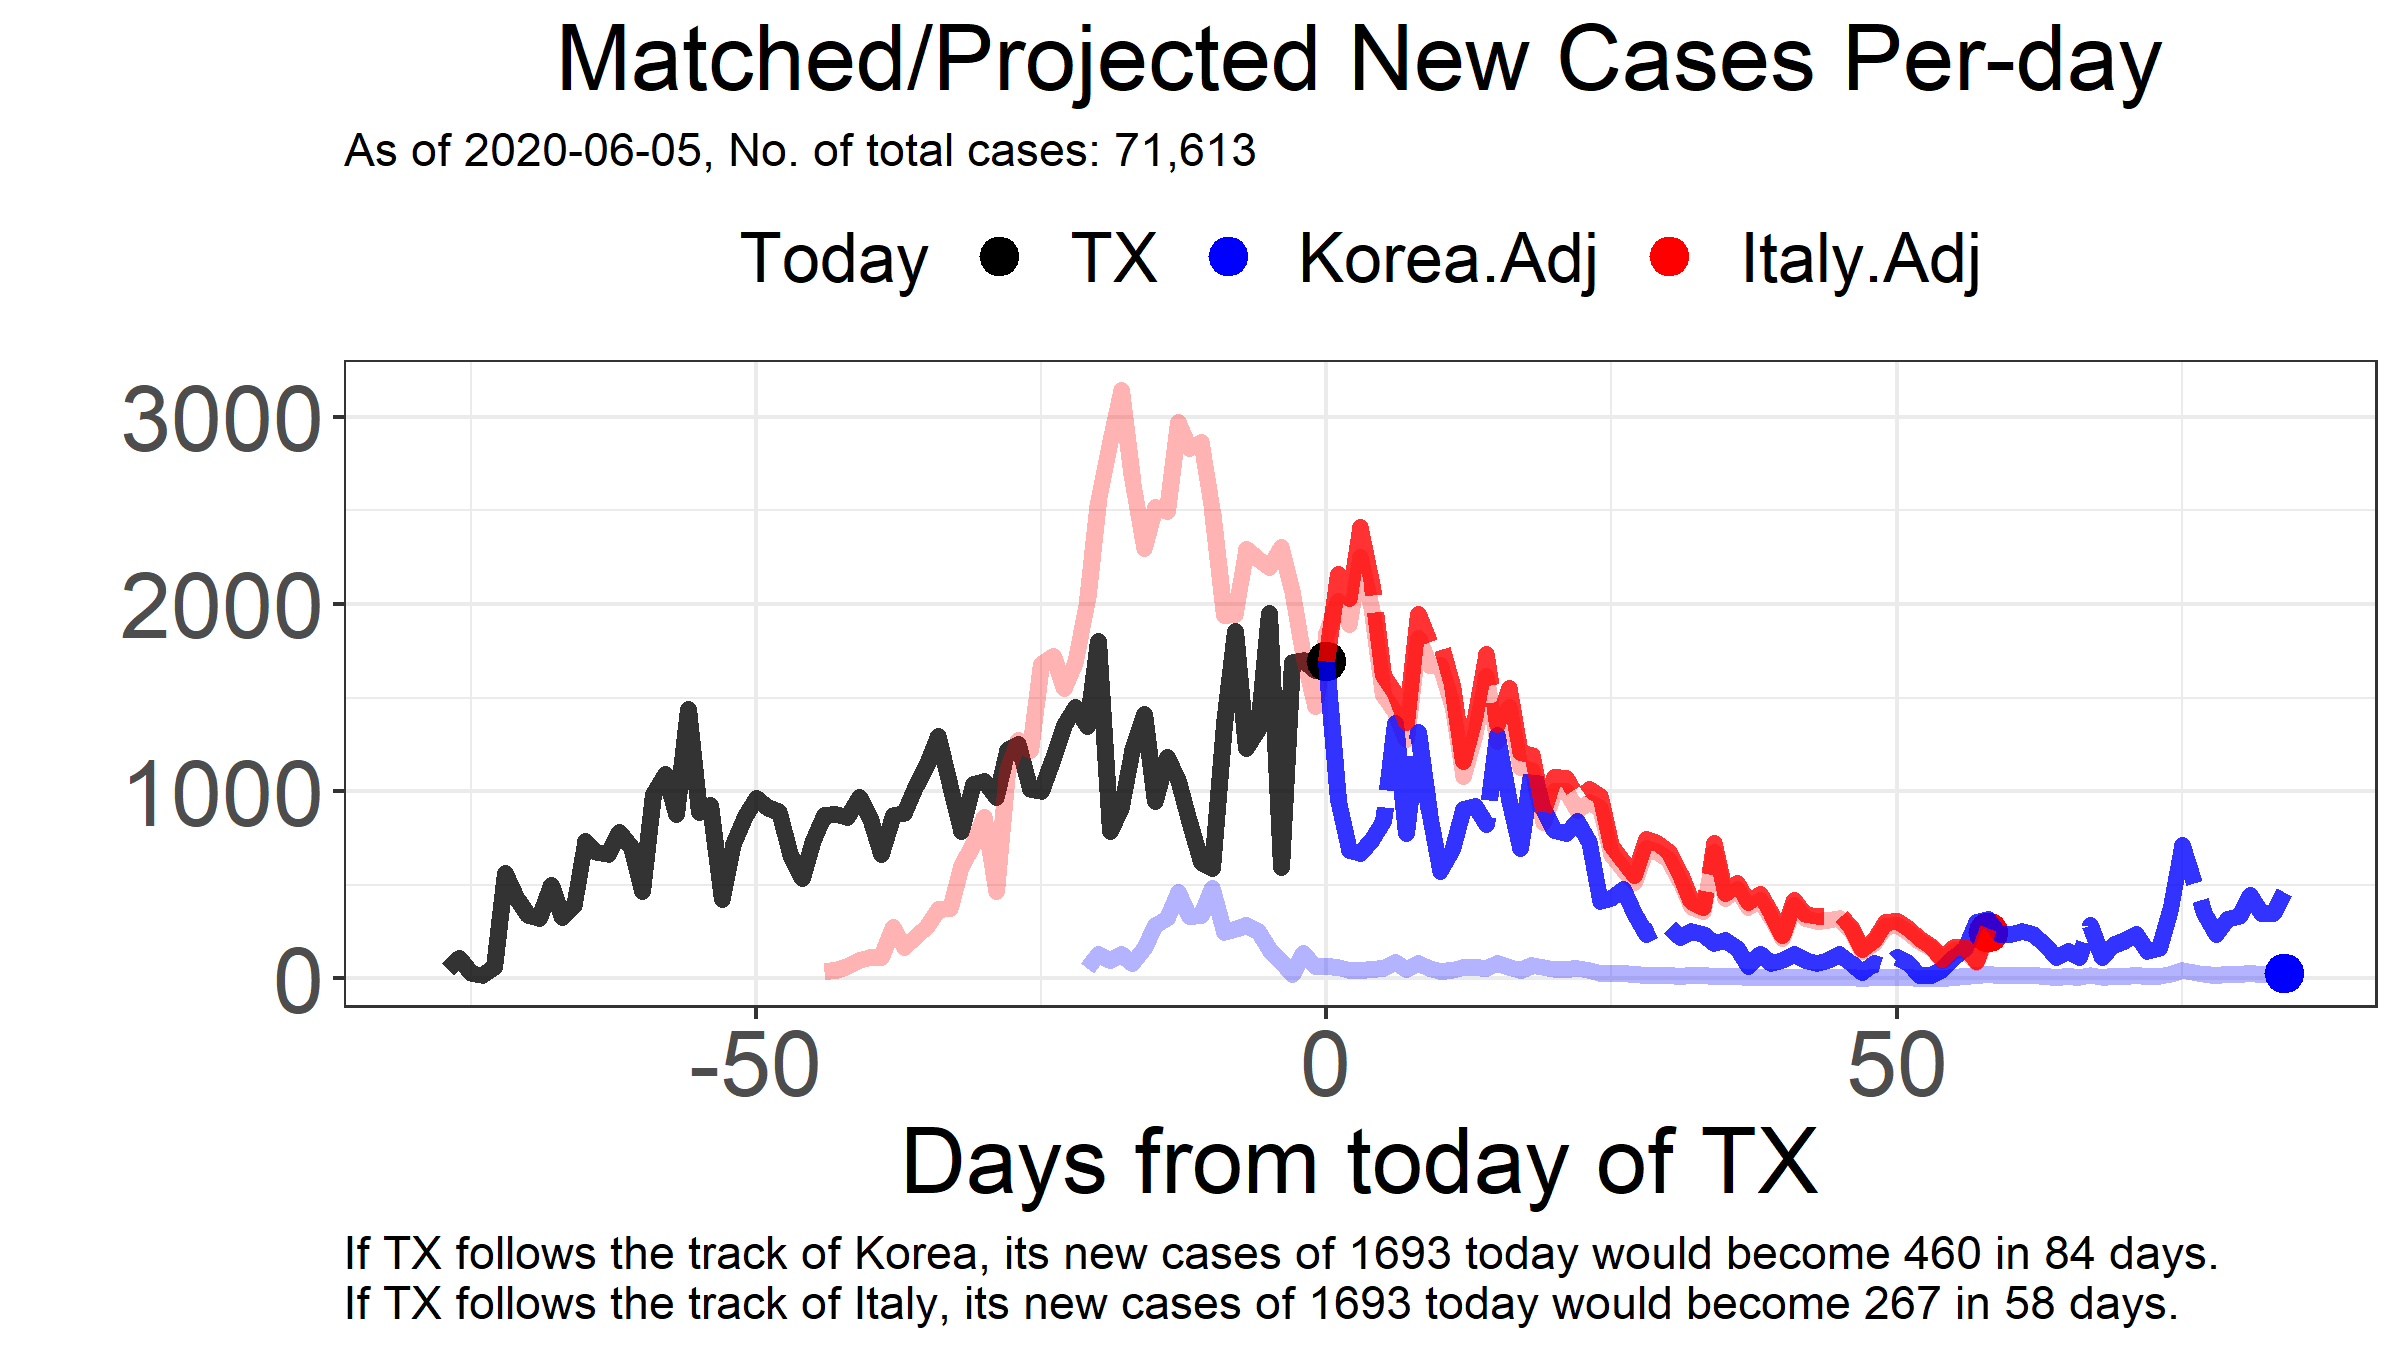 Matched/Projected New Cases Per-day
As of 2020-06-05, No. of total cases: 71,613
Today TX Korea.Adj Italy.Adj
3000
2000
1000
0
-50 0 50
Days from today of TX
If TX follows the track of Korea, its new cases of 1693 today would become 460 in 84 days.
If TX follows the track of Italy, its new cases of 1693 today would become 267 in 58 days.